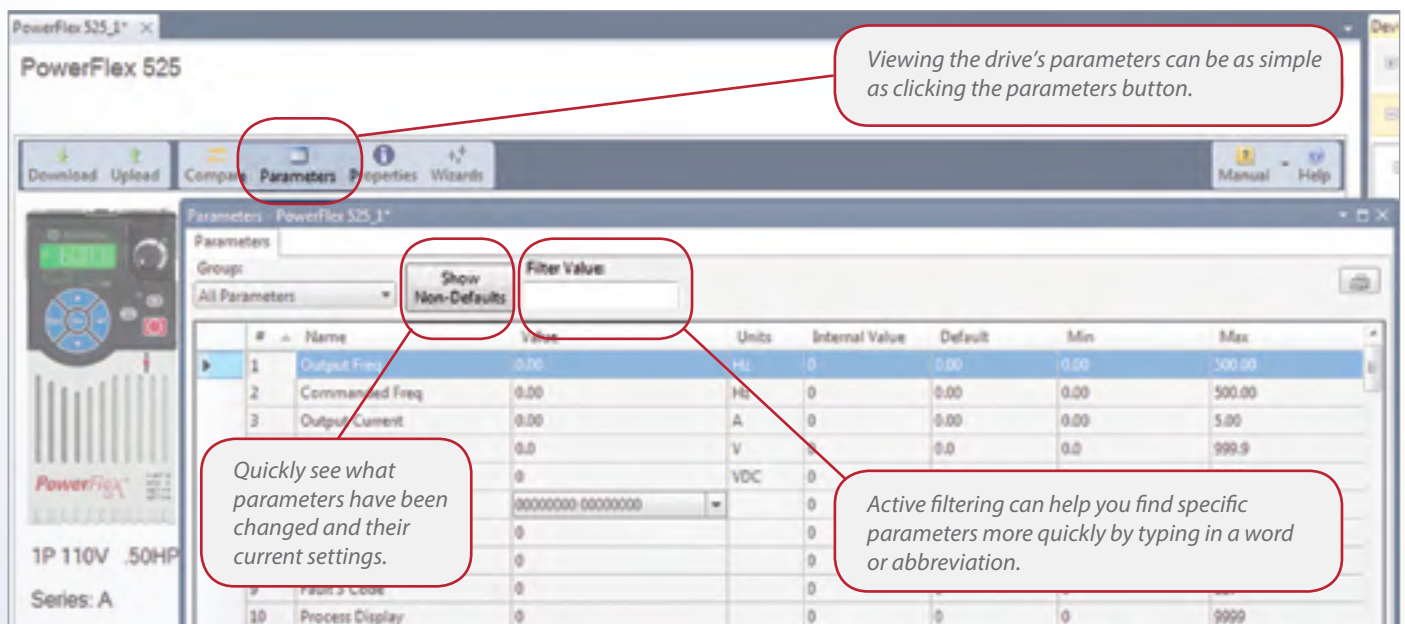 PowerFlex 525_1*
PowerFlex 525
Viewing the drive's parameters can be as simple
as clicking the parameters button.
Download Upload Compare Parameters Properties Wizards Manual Help
Parameters - PowerFlex 525_1*
Parameters
Group:
All Parameters
Show
Non-Defaults
Filter Value:
# Name Value Units Internal Value Default Min Max
1 Output Freq 0.00 Hz 0 0.00 0.00 500.00
2 Commanded Freq 0.00 Hz 0 0.00 0.00 500.00
3 Output Current 0.00 A 0 0.00 0.00 5.00
0.0 V 0 0.0 0.0 999.9
0 VDC 0
00000000 00000000 0
0 0
0 0
9 Fault 3 Code 0 0
10 Process Display 0 0 0 0 9999
Quickly see what
parameters have been
changed and their
current settings.
Active filtering can help you find specific
parameters more quickly by typing in a word
or abbreviation.
PowerFlex
1P 110V .50HP
Series: A